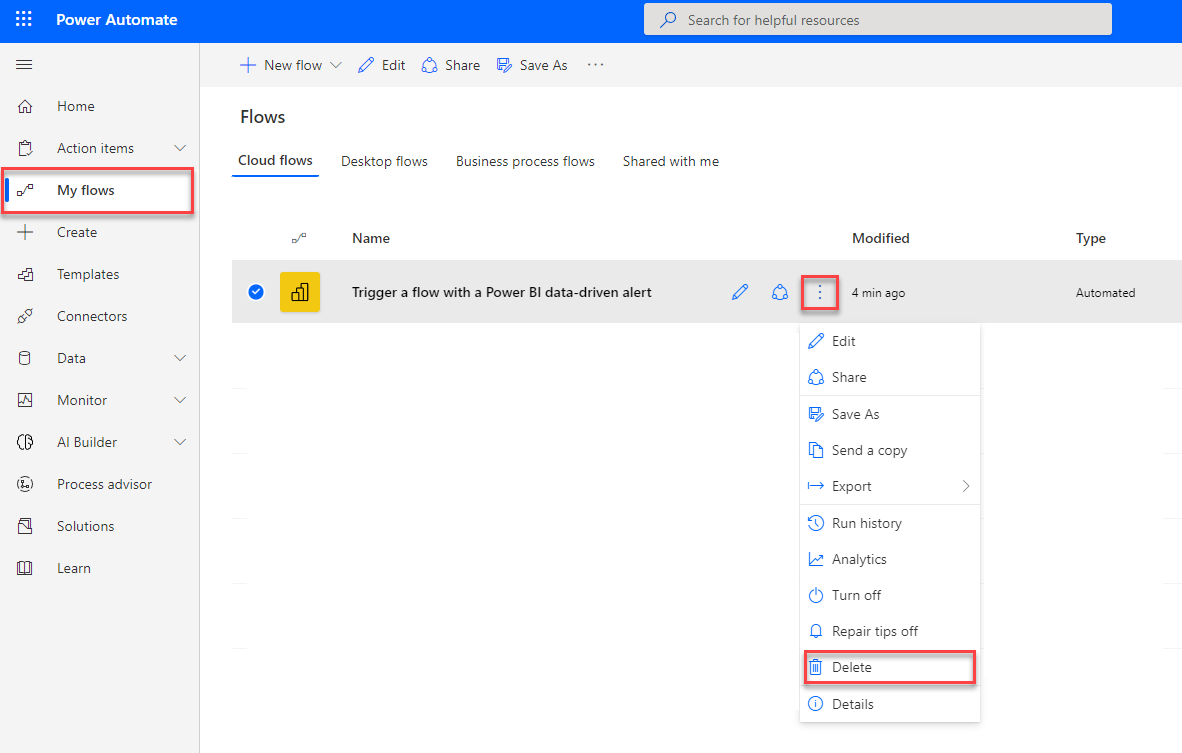 Power Automate
Search for helpful resources
New flow
Edit
Share
Save As
Home
Action items
My flows
Create
Templates
Connectors
Data
Monitor
AI Builder
Process advisor
Solutions
Learn
Flows
Cloud flows
Desktop flows
Business process flows
Shared with me
Name
Modified
Type
Trigger a flow with a Power BI data-driven alert
4 min ago
Automated
Edit
Share
Save As
Send a copy
Export
Run history
Analytics
Turn off
Repair tips off
Delete
Details